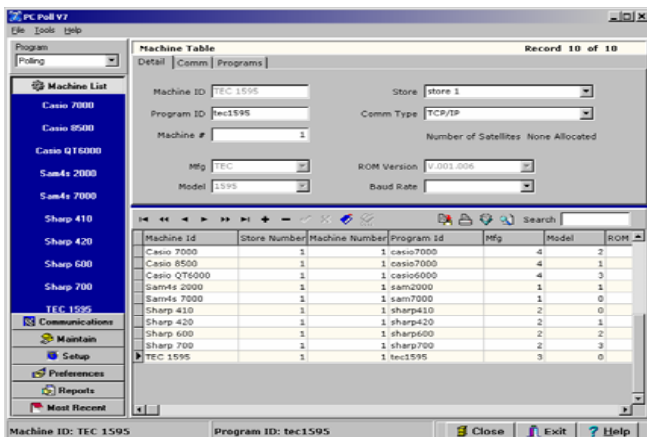 PC Poll V7
File Tools Help
Program
Polling
Machine List
Casio 7000
Casio 8500
Casio QT6000
Sam4s 2000
Sam4s 7000
Sharp 410
Sharp 420
Sharp 600
Sharp 700
TEC 1595
Communications
Maintain
Setup
Preferences
Reports
Most Recent
Machine Table Record 10 of 10
Detail Comm Programs
Machine ID TEC 1595 Store store 1
Program ID tec1595 Comm Type TCP/IP
Machine # 1 Number of Satellites None Allocated
Mfg TEC ROM Version V.001.006
Model 1595 Baud Rate
Search
Machine Id Store Number Machine Number Program Id Mfg Model ROM
Casio 7000 1 1 casio7000 4 2
Casio 8500 1 1 casio7000 4 1
Casio QT6000 1 1 casio6000 4 3
Sam4s 2000 1 1 sam2000 1 1
Sam4s 7000 1 1 sam7000 1 0
Sharp 410 1 1 sharp410 2 0
Sharp 420 1 1 sharp420 2 1
Sharp 600 1 1 sharp600 2 2
Sharp 700 1 1 sharp700 2 3
TEC 1595 1 1 tec1595 3 0
Machine ID: TEC 1595 Program ID: tec1595 Close Exit ? Help